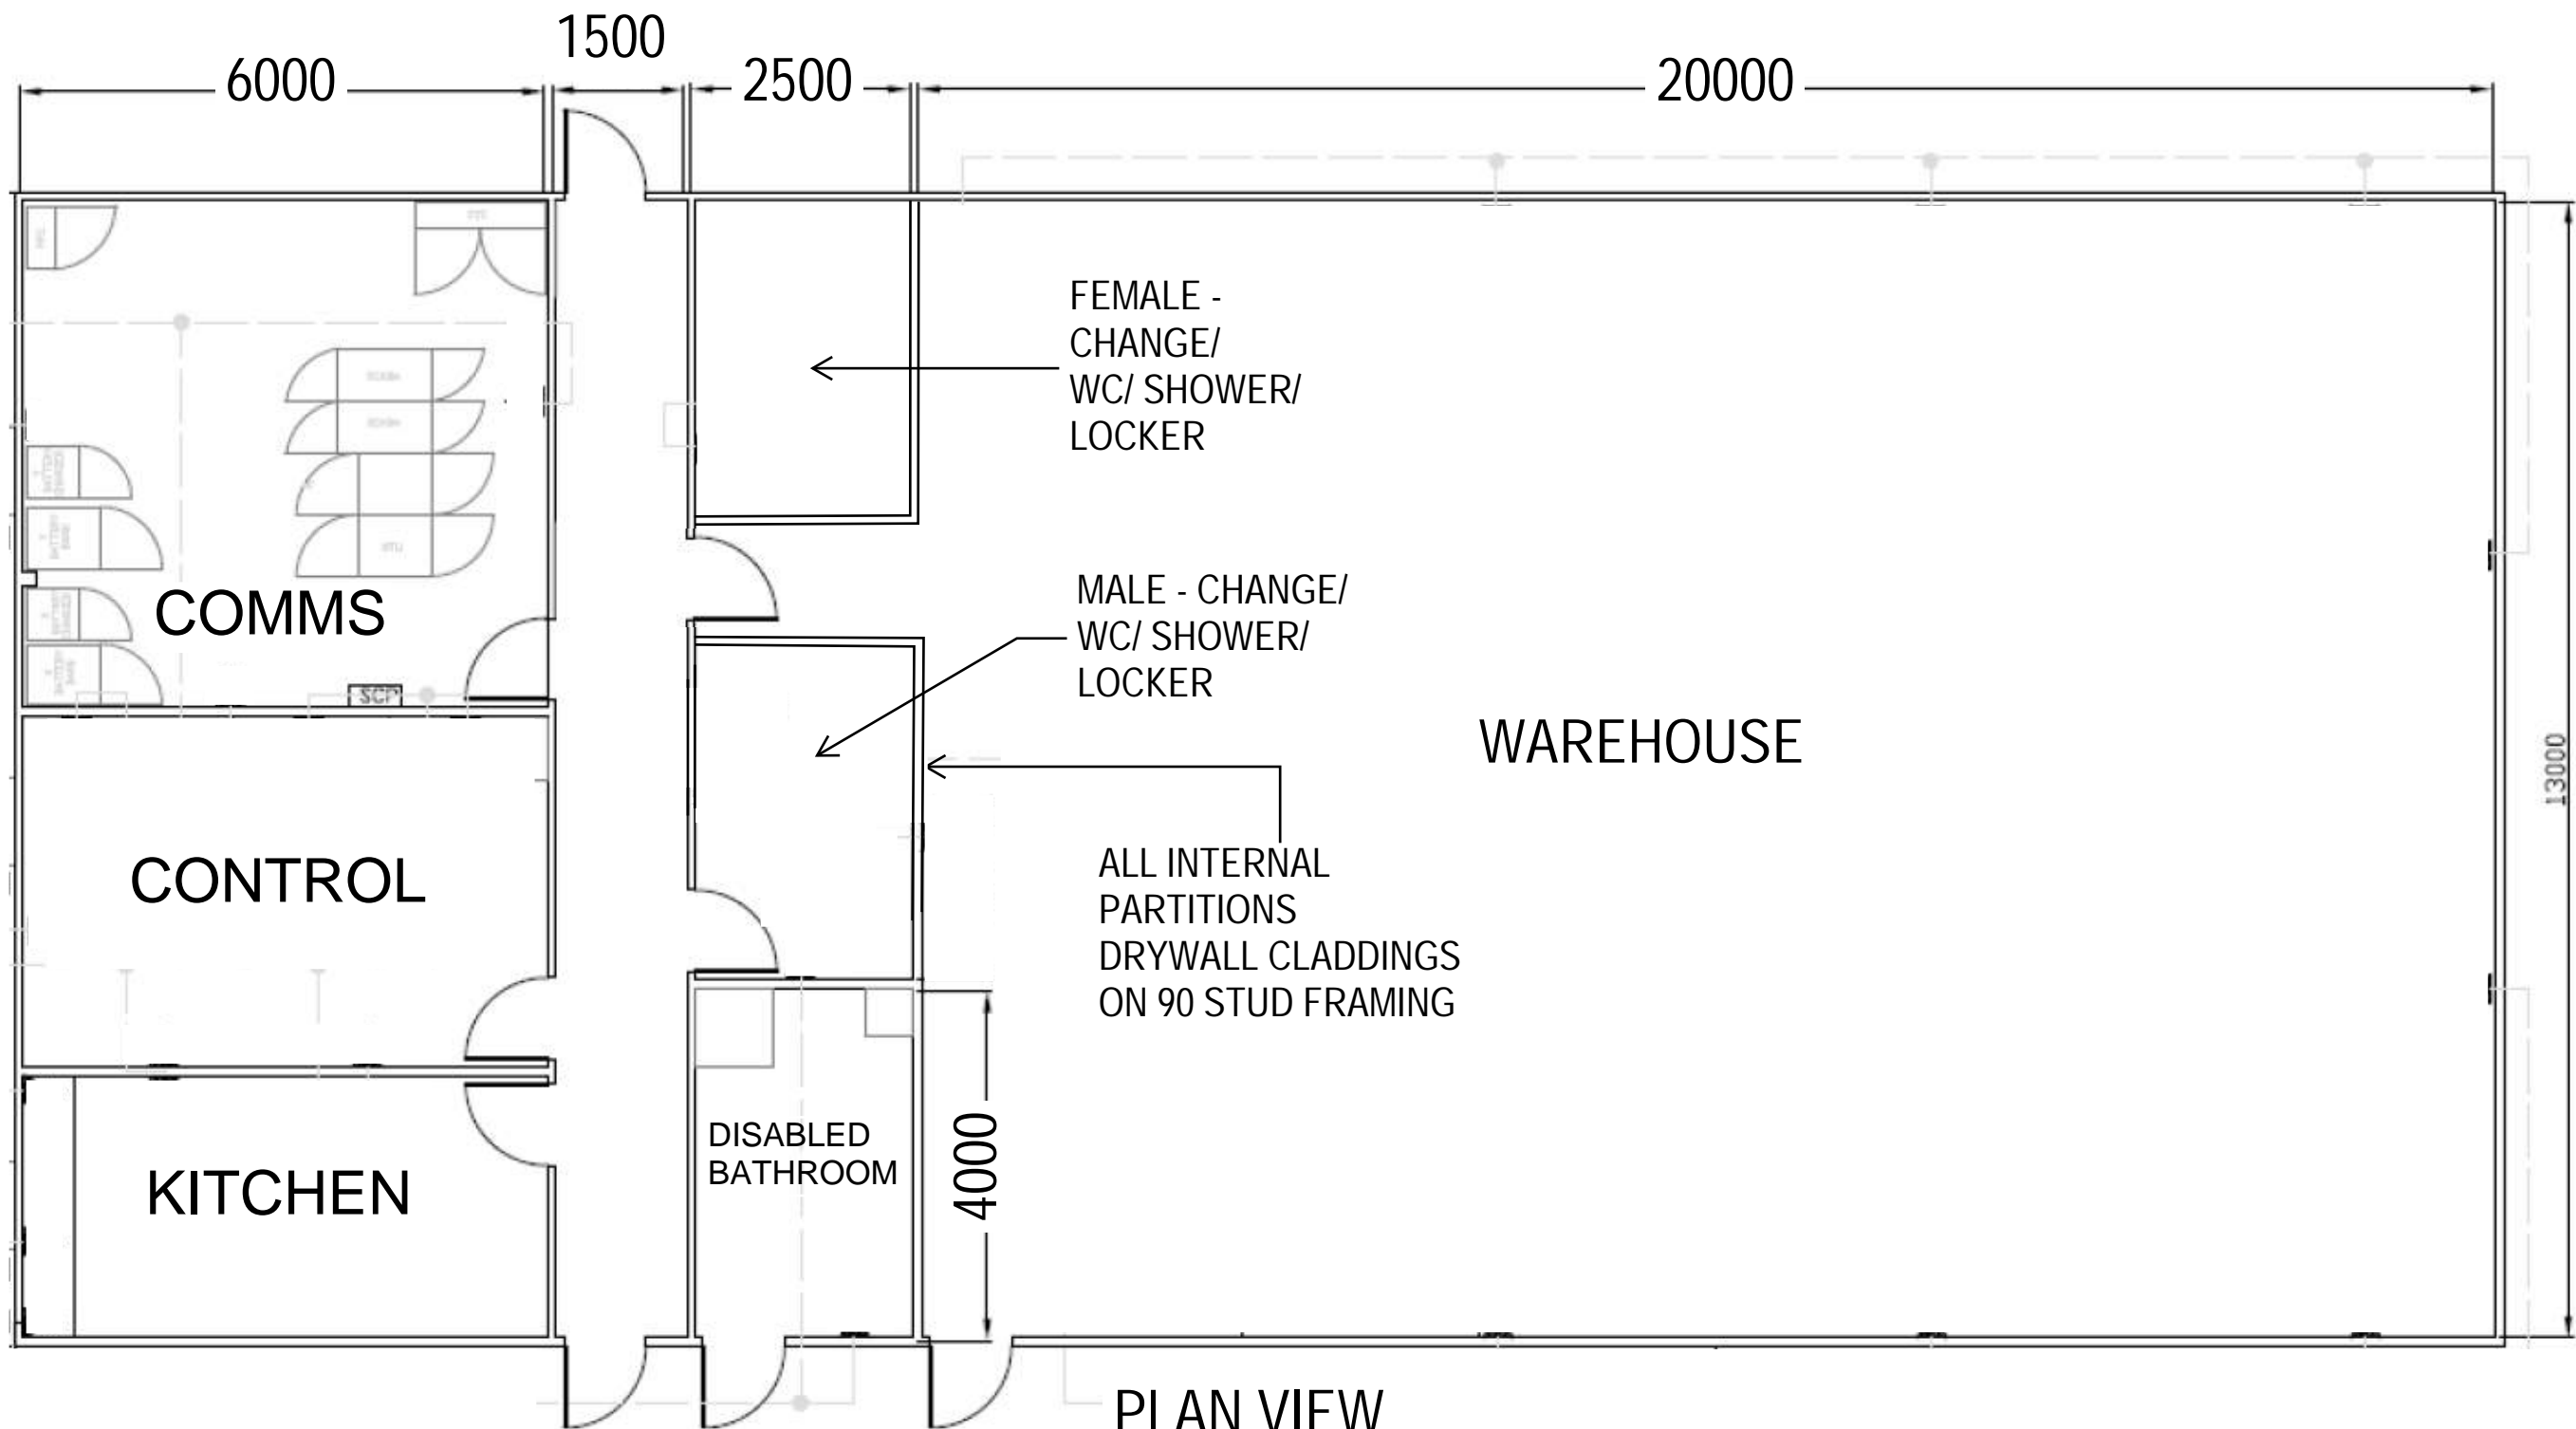 1500
6000
2500
20000
FEMALE -
CHANGE/
WC/ SHOWER/
LOCKER
MALE - CHANGE/
WC/ SHOWER/
LOCKER
COMMS
WAREHOUSE
13000
CONTROL
ALL INTERNAL
PARTITIONS
DRYWALL CLADDINGS
ON 90 STUD FRAMING
DISABLED
BATHROOM
4000
KITCHEN
PLAN VIEW